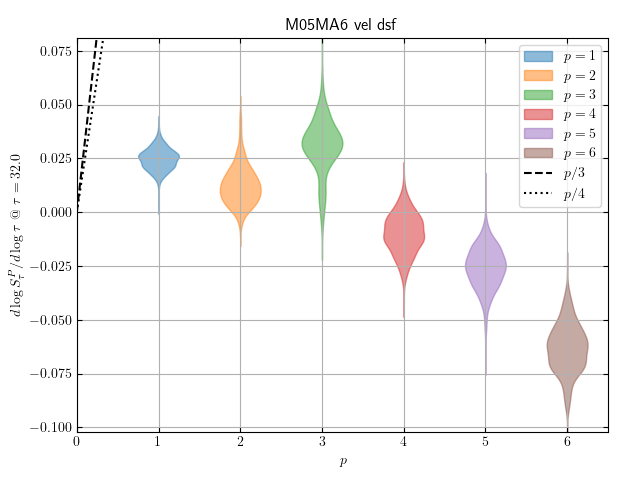 M05MA6 vel dsf
0.075
0.050
0.025
0.000
−0.025
−0.050
−0.075
−0.100
d log S_τ^P / d log τ @ τ = 32.0
0 1 2 3 4 5 6
p
p = 1
p = 2
p = 3
p = 4
p = 5
p = 6
p/3
p/4